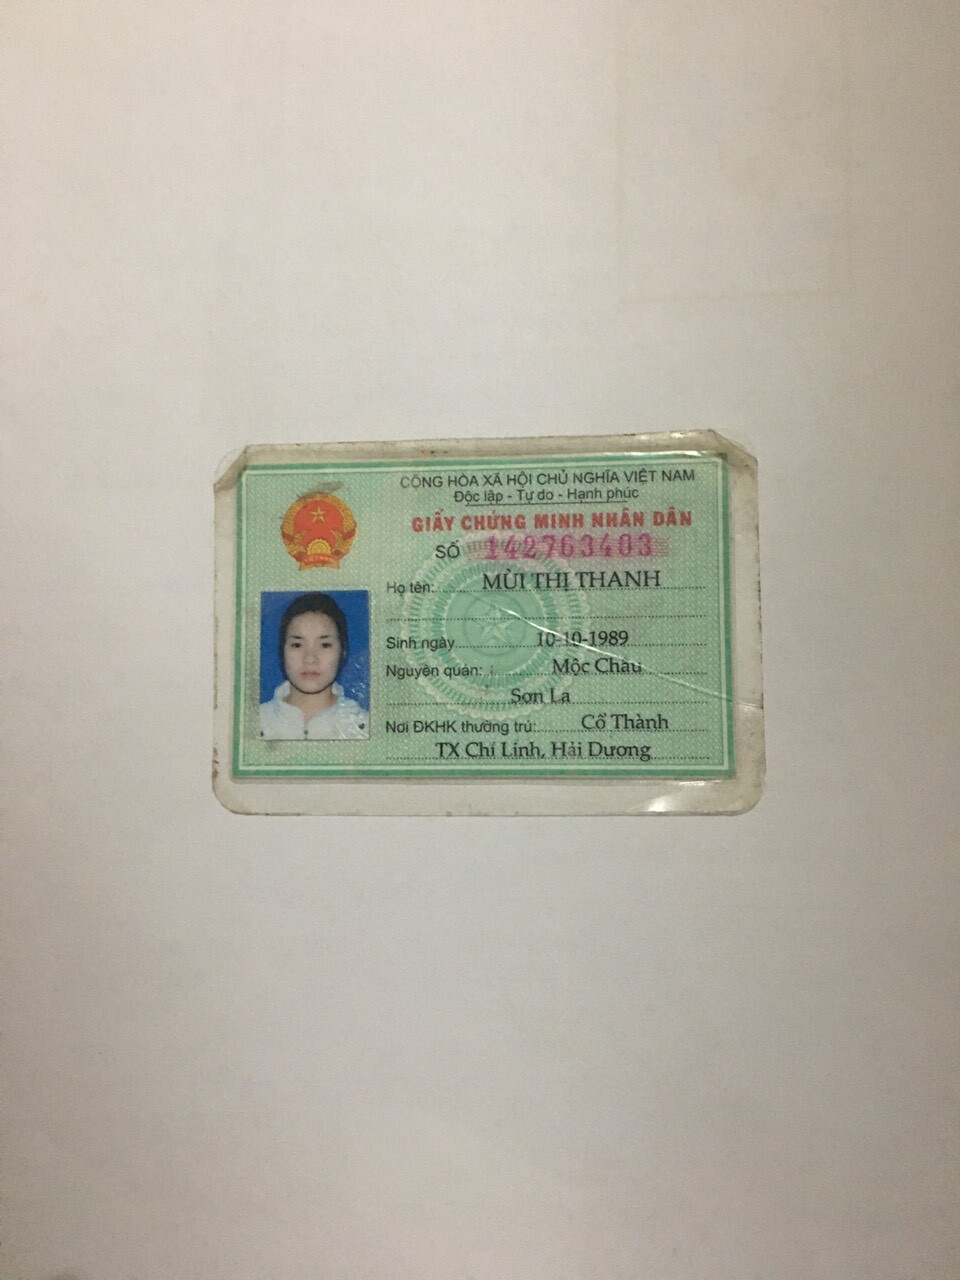 CỘNG HÒA XÃ HỘI CHỦ NGHĨA VIỆT NAM
Độc lập - Tự do - Hạnh phúc
GIẤY CHỨNG MINH NHÂN DÂN
SỐ 142763403
Họ tên: MÙI THỊ THANH
Sinh ngày 10-10-1989
Nguyên quán: Mộc Châu
Sơn La
Nơi ĐKHK thường trú: Cổ Thành
TX Chí Linh, Hải Dương